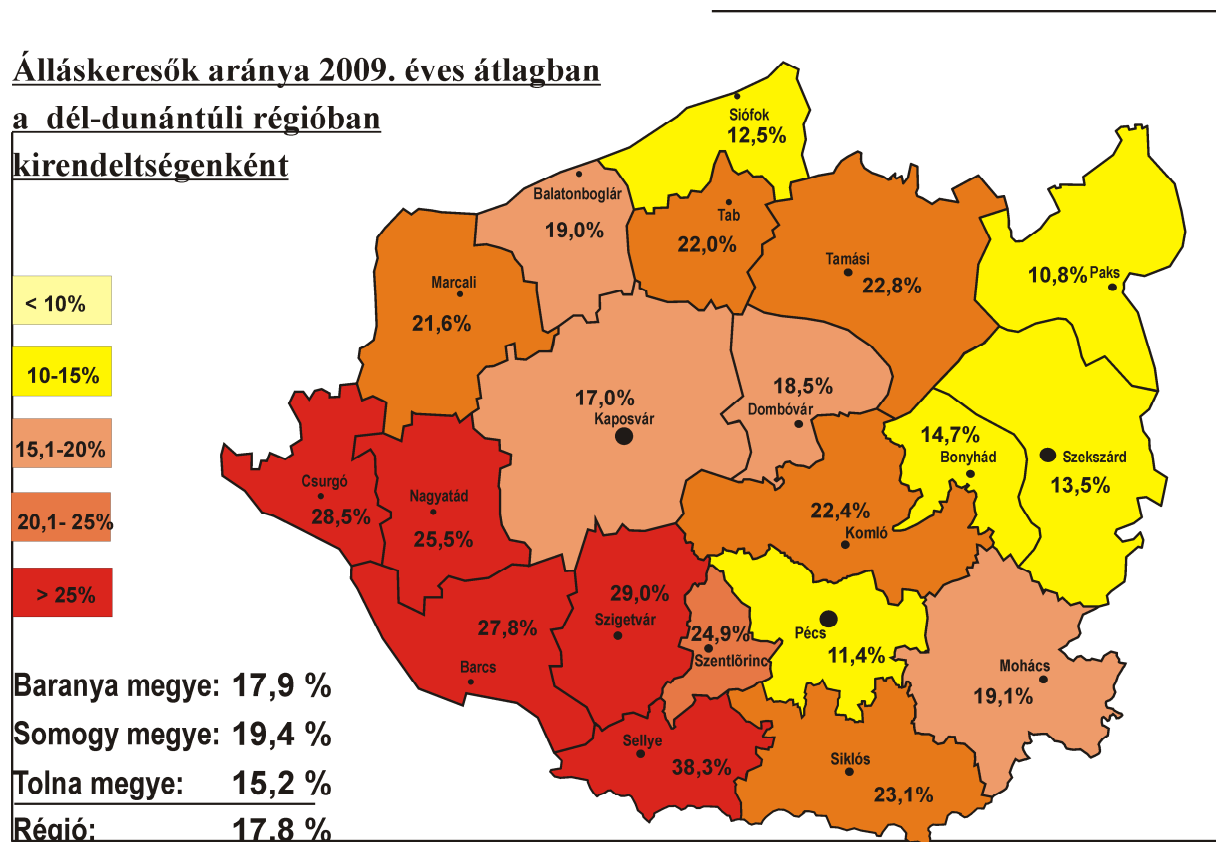 Álláskeresők aránya 2009. éves átlagban
a dél-dunántúli régióban
kirendeltségenként
< 10%
10-15%
15,1-20%
20,1- 25%
> 25%
Siófok
12,5%
Balatonboglár
19,0%
Tab
22,0%
Tamási
22,8%
10,8% Paks
Marcali
21,6%
17,0%
Kaposvár
18,5%
Dombóvár
14,7%
Bonyhád
Szekszárd
13,5%
Csurgó
28,5%
Nagyatád
25,5%
22,4%
Komló
29,0%
Szigetvár
27,8%
Barcs
24,9%
Szentlõrinc
Pécs
11,4%
Mohács
19,1%
Sellye
38,3%
Siklós
23,1%
Baranya megye: 17,9 %
Somogy megye: 19,4 %
Tolna megye: 15,2 %
Régió: 17,8 %